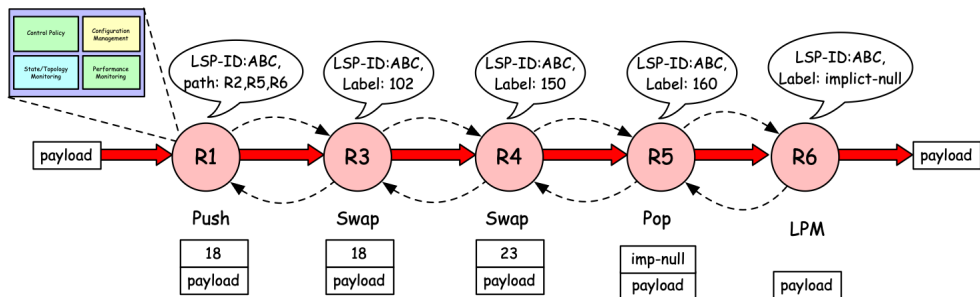 Control Policy
Configuration
Management
State/Topology
Monitoring
Performance
Monitoring
LSP-ID:ABC,
path: R2,R5,R6
LSP-ID:ABC,
Label: 102
LSP-ID:ABC,
Label: 150
LSP-ID:ABC,
Label: 160
LSP-ID:ABC,
Label: implict-null
payload
R1
R3
R4
R5
R6
payload
Push
Swap
Swap
Pop
LPM
18
payload
18
payload
23
payload
imp-null
payload
payload